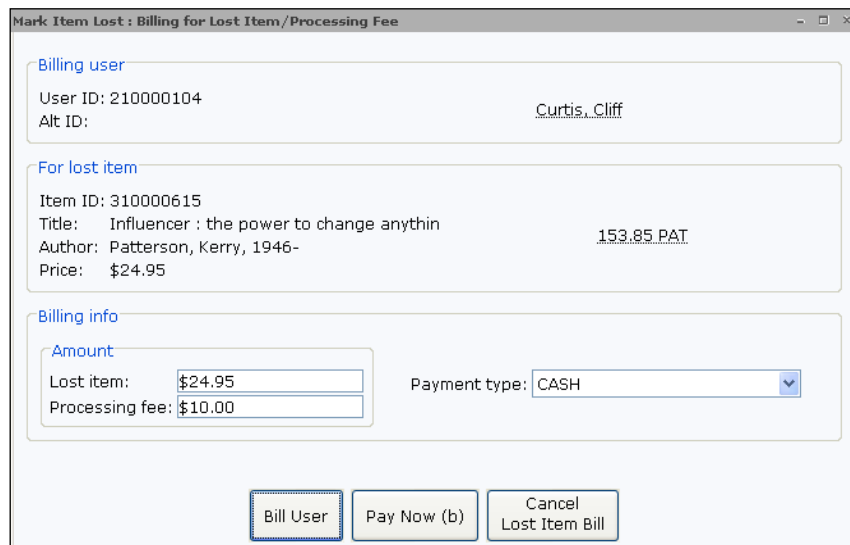 Mark Item Lost : Billing for Lost Item/Processing Fee
Billing user
User ID: 210000104
Curtis, Cliff
Alt ID:
For lost item
Item ID: 310000615
Title: Influencer : the power to change anythin
153.85 PAT
Author: Patterson, Kerry, 1946-
Price: $24.95
Billing info
Amount
Lost item: $24.95
Payment type: CASH
Processing fee: $10.00
Bill User
Pay Now (b)
Cancel
Lost Item Bill